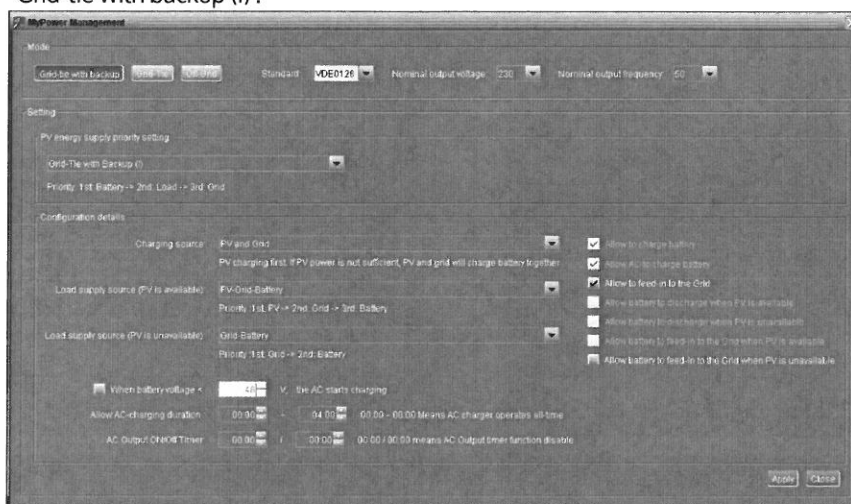 "Grid-tie with backup (I)":
MyPower Management
Mode
Grid-tie with backup Grid-Tie Off-Grid Standard VDE0126 Nominal output voltage 230 Nominal output frequency 50
Setting
PV energy supply priority setting
Grid-Tie with Backup (I)
Priority :1st: Battery -> 2nd: Load -> 3rd: Grid
Configuration details
Charging source PV and Grid
PV charging first. If PV power is not sufficient, PV and grid will charge battery together
Load supply source (PV is available) PV-Grid-Battery
Priority :1st: PV -> 2nd: Grid -> 3rd: Battery
Load supply source (PV is unavailable) Grid-Battery
Priority :1st: Grid -> 2nd: Battery
Allow to charge battery
Allow AC to charge battery
Allow to feed-in to the Grid
Allow battery to discharge when PV is available
Allow battery to discharge when PV is unavailable
Allow battery to feed-in to the Grid when PV is available
Allow battery to feed-in to the Grid when PV is unavailable
When battery voltage < 48 V, the AC starts charging
Allow AC-charging duration: 00:00 - 04:00 00:00 - 00:00 Means AC charger operates all-time
AC Output ON/Off Timer 00:00 / 00:00 00:00 / 00:00 means AC Output timer function disable
Apply Close